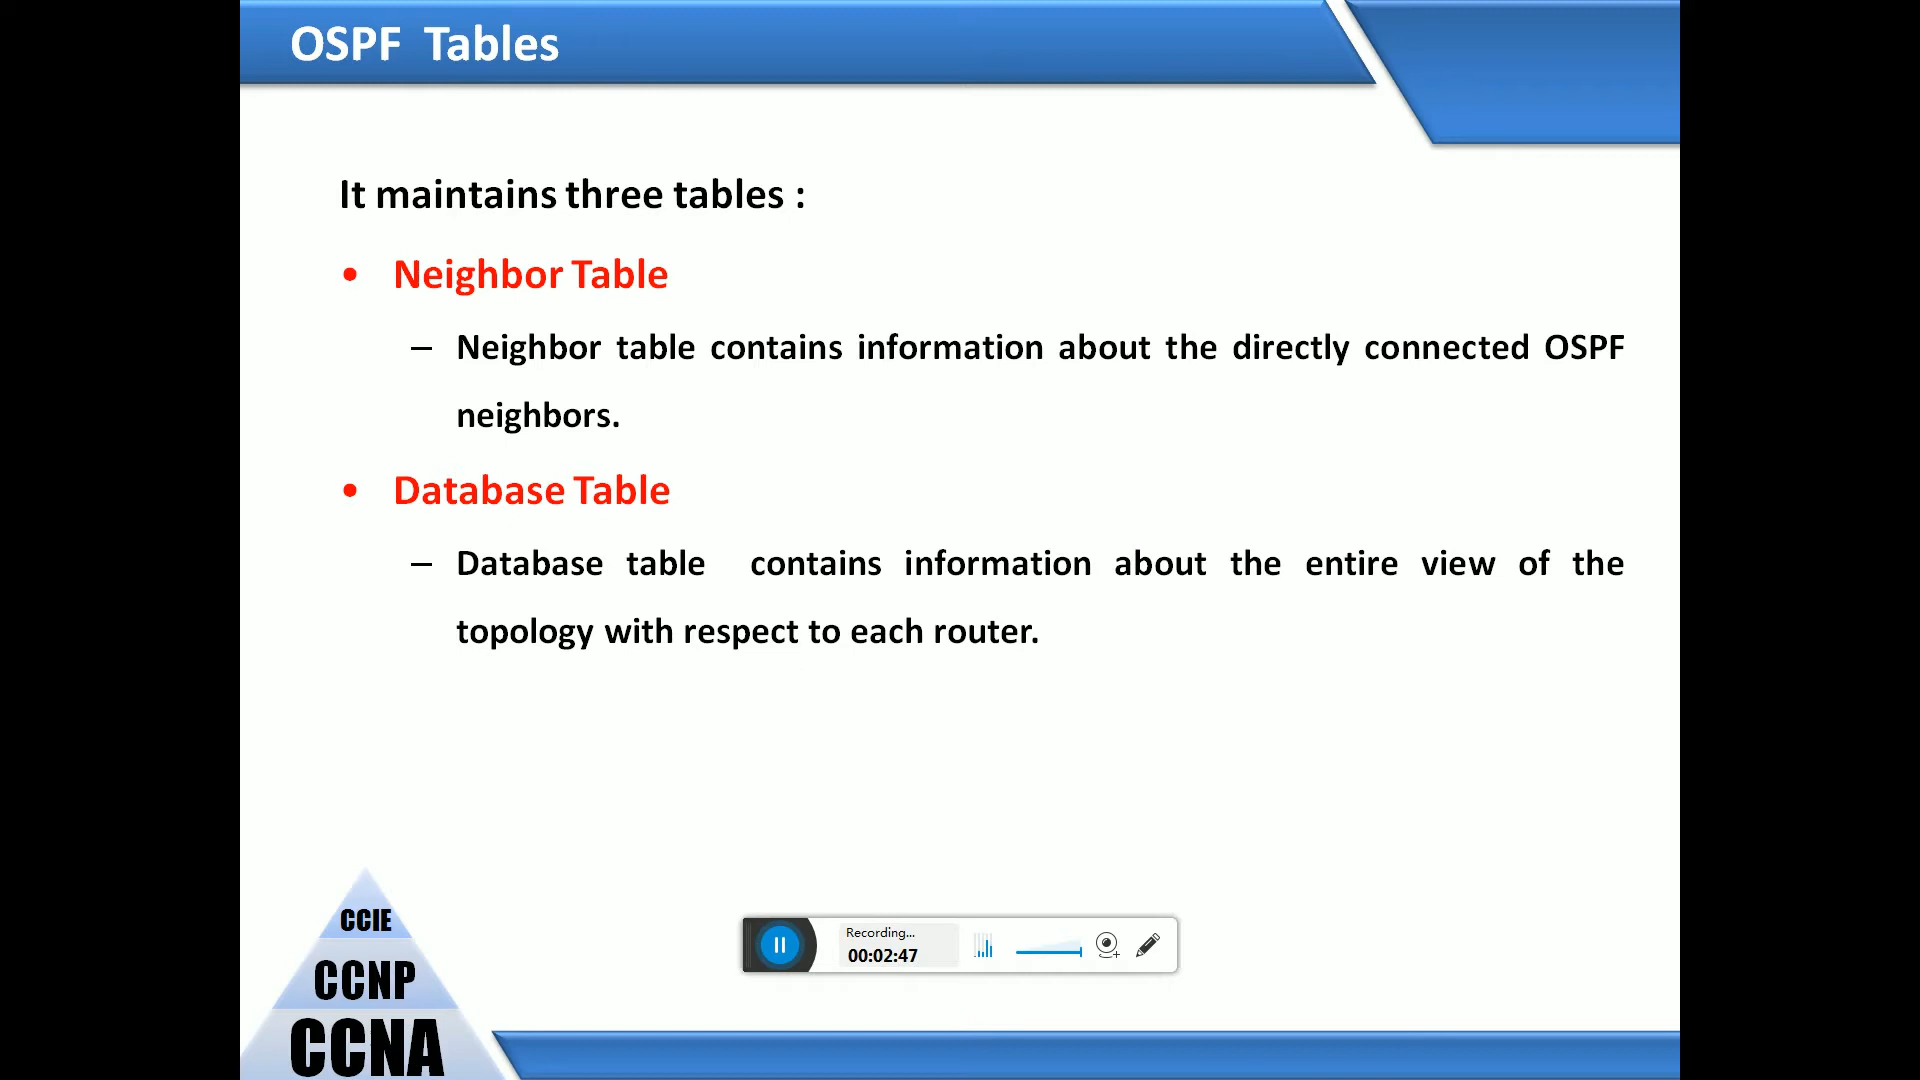 OSPF Tables
It maintains three tables :
• Neighbor Table
– Neighbor table contains information about the directly connected OSPF
neighbors.
• Database Table
– Database table contains information about the entire view of the
topology with respect to each router.
CCIE
CCNP
CCNA
Recording...
00:02:47